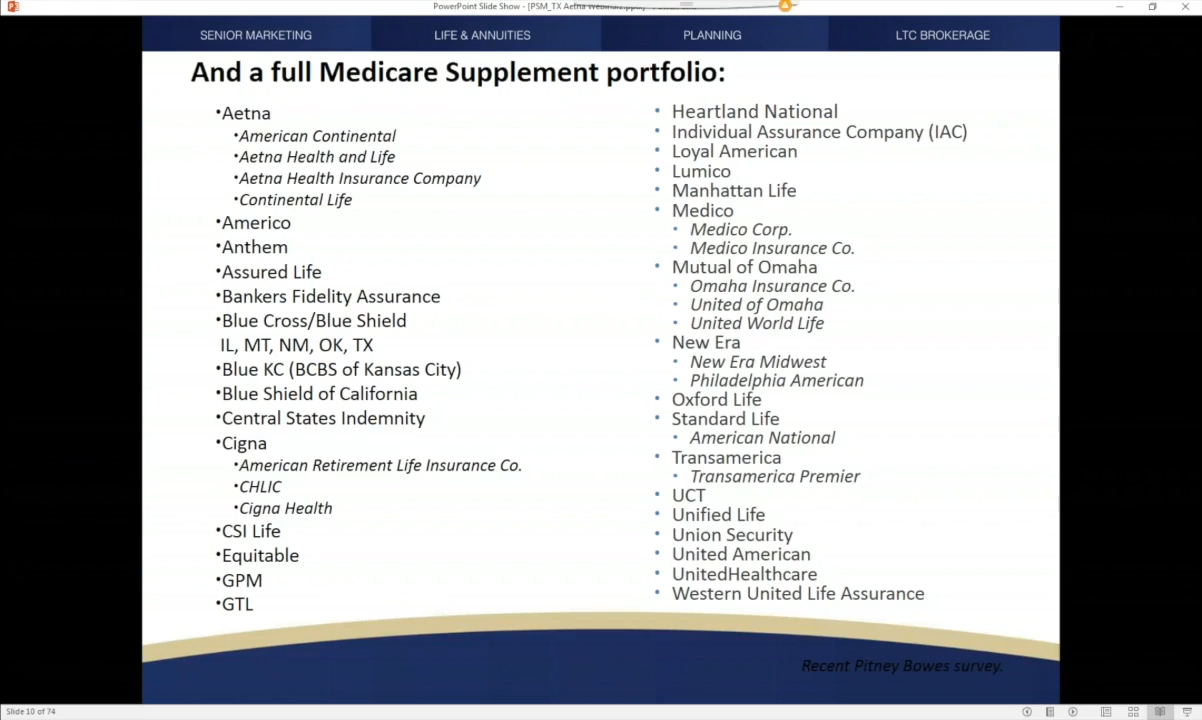 PowerPoint Slide Show - [PSM_TX Aetna
SENIOR MARKETING
LIFE & ANNUITIES
PLANNING
LTC BROKERAGE
And a full Medicare Supplement portfolio:
•Aetna
•American Continental
•Aetna Health and Life
•Aetna Health Insurance Company
•Continental Life
•Americo
•Anthem
•Assured Life
•Bankers Fidelity Assurance
•Blue Cross/Blue Shield
IL, MT, NM, OK, TX
•Blue KC (BCBS of Kansas City)
•Blue Shield of California
•Central States Indemnity
•Cigna
•American Retirement Life Insurance Co.
•CHLIC
•Cigna Health
•CSI Life
•Equitable
•GPM
•GTL
• Heartland National
• Individual Assurance Company (IAC)
• Loyal American
• Lumico
• Manhattan Life
• Medico
• Medico Corp.
• Medico Insurance Co.
• Mutual of Omaha
• Omaha Insurance Co.
• United of Omaha
• United World Life
• New Era
• New Era Midwest
• Philadelphia American
• Oxford Life
• Standard Life
• American National
• Transamerica
• Transamerica Premier
• UCT
• Unified Life
• Union Security
• United American
• UnitedHealthcare
• Western United Life Assurance
Recent Pitney Bowes survey.
Slide 10 of 74